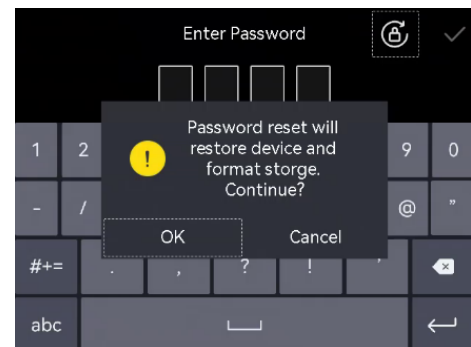 Enter Password
Password reset will
restore device and
format storge.
Continue?
OK
Cancel
1 2 9 0
- / @ "
#+= . , ? ! '
abc